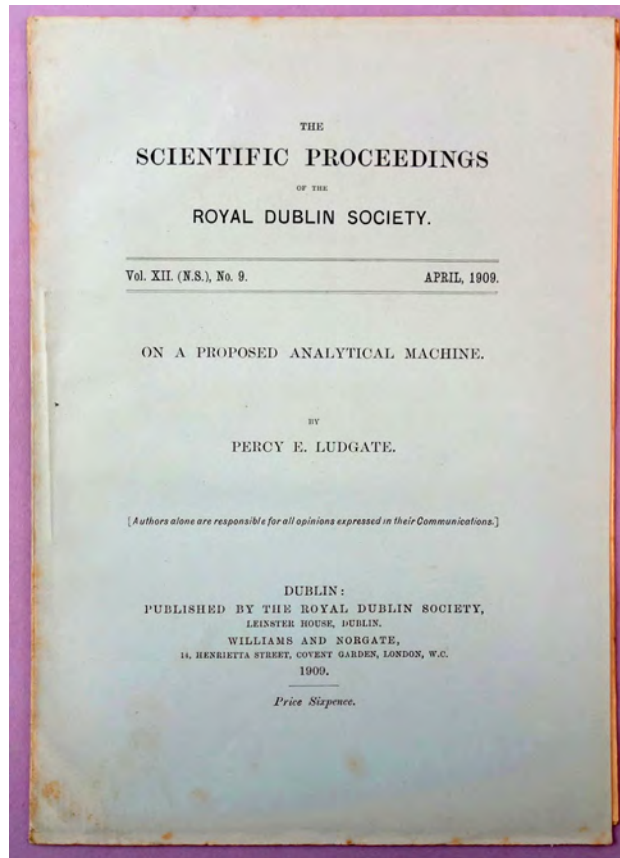 THE
SCIENTIFIC PROCEEDINGS
OF THE
ROYAL DUBLIN SOCIETY.
Vol. XII. (N.S.), No. 9. APRIL, 1909.
ON A PROPOSED ANALYTICAL MACHINE.
BY
PERCY E. LUDGATE.
[Authors alone are responsible for all opinions expressed in their Communications.]
DUBLIN:
PUBLISHED BY THE ROYAL DUBLIN SOCIETY,
LEINSTER HOUSE, DUBLIN.
WILLIAMS AND NORGATE,
14, HENRIETTA STREET, COVENT GARDEN, LONDON, W.C.
1909.
Price Sixpence.